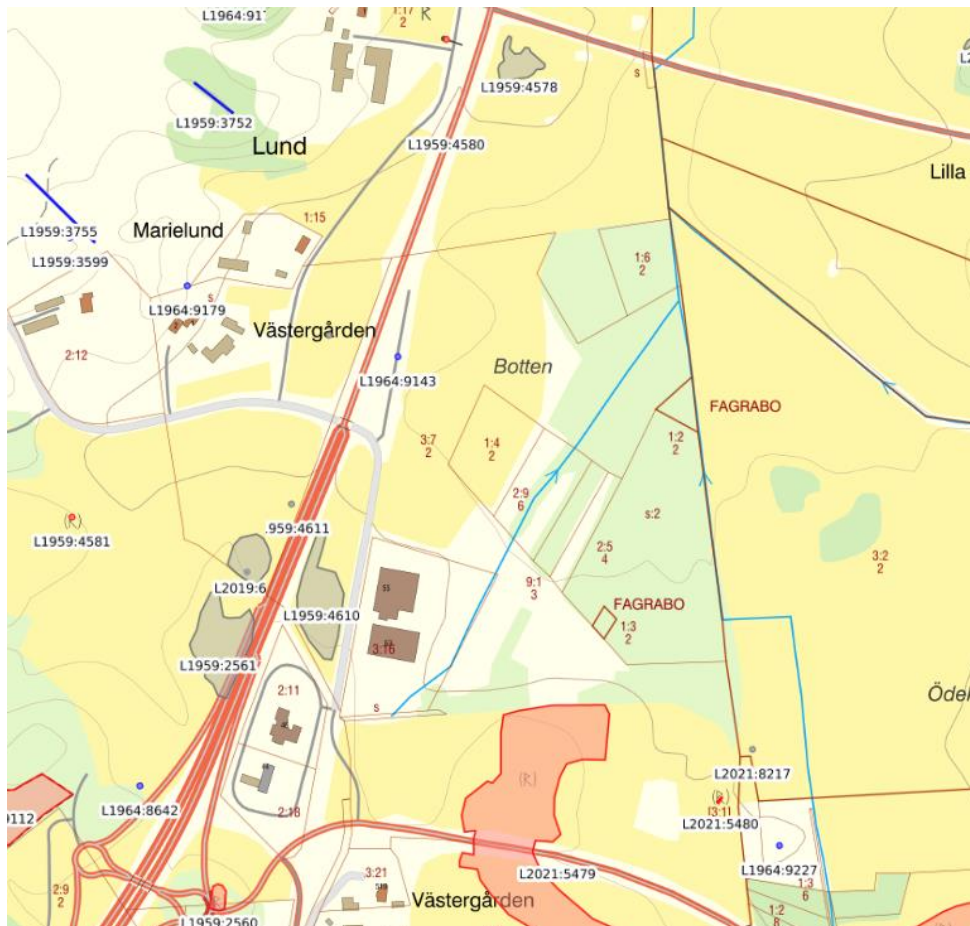 L1964:91
1:17
2
R
L1959:4578
s
L1959:3752
Lund
L1959:4580
Lilla
Marielund
1:15
L1959:3755
L1959:3599
1:6
2
s
L1964:9179
Västergården
2:12
Botten
L1964:9143
FAGRABO
3:7
2
1:4
2
1:2
2
2:9
6
s:2
(R)
L1959:4581
.959:4611
2:5
4
3:2
2
L2019:6
9:1
3
FAGRABO
L1959:4610
1:3
2
3:16
L1959:2561
2:11
s
Öde
L2021:8217
(R)
(R)
[3:1]
L1964:8642
9112
2:18
L2021:5480
L1964:9227
L2021:5479
3:21
2:9
2
1:3
6
Västergården
1:2
8
R
L1959:2560